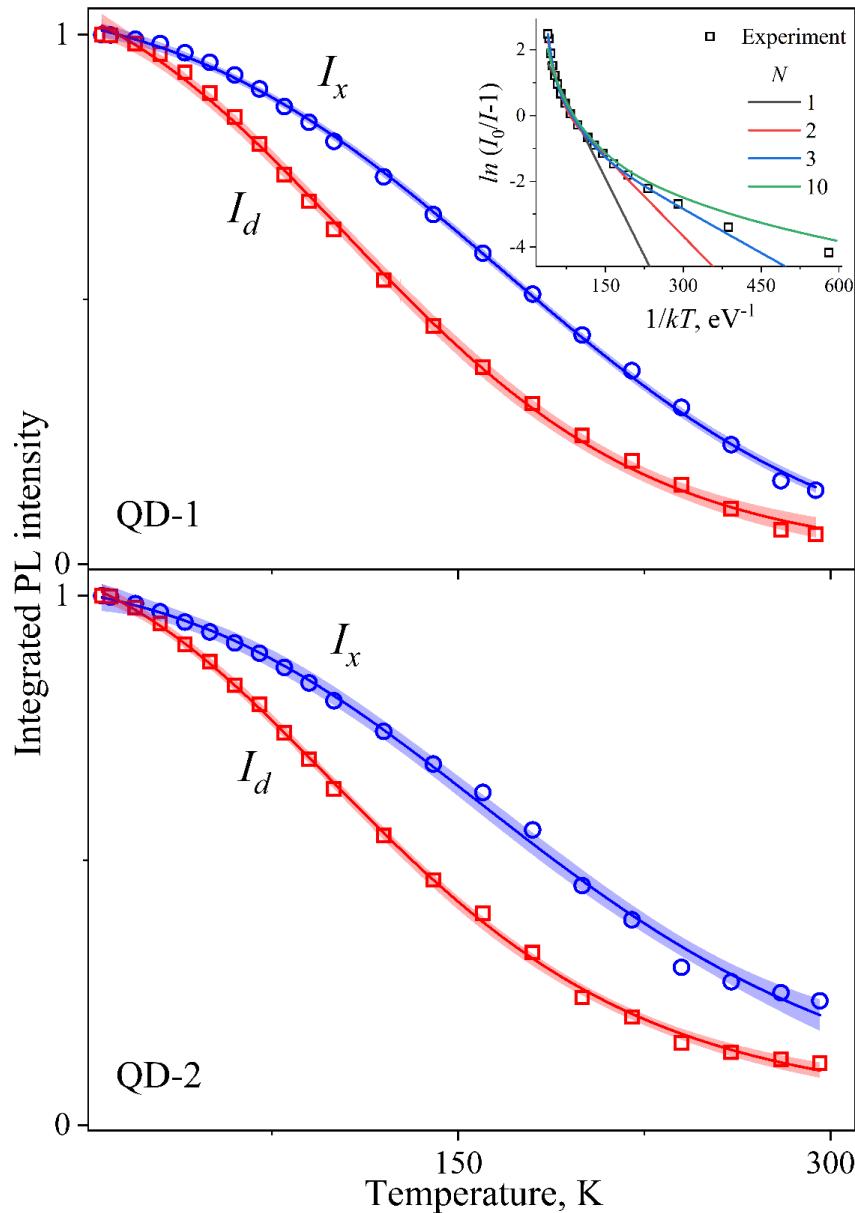 1
I_x
I_d
QD-1
0
Experiment
N
1
2
3
10
ln (I_0/I-1)
2
0
-2
-4
150
300
450
600
1/kT, eV^-1
Integrated PL intensity
1
I_x
I_d
QD-2
0
150
300
Temperature, K